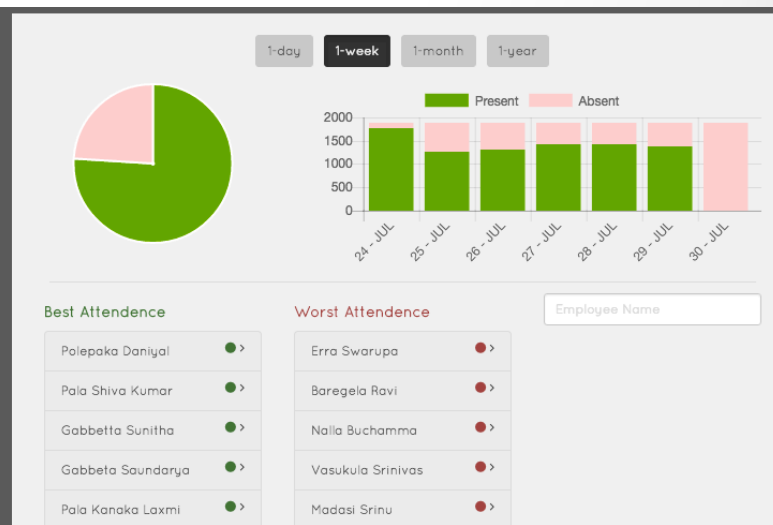 1-day 1-week 1-month 1-year
Present Absent
2000
1500
1000
500
0
24 - JUL 25 - JUL 26 - JUL 27 - JUL 28 - JUL 29 - JUL 30 - JUL
Best Attendence Worst Attendence Employee Name
Polepaka Daniyal > Erra Swarupa >
Pala Shiva Kumar > Baregela Ravi >
Gabbetta Sunitha > Nalla Buchamma >
Gabbeta Saundarya > Vasukula Srinivas >
Pala Kanaka Laxmi > Madasi Srinu >